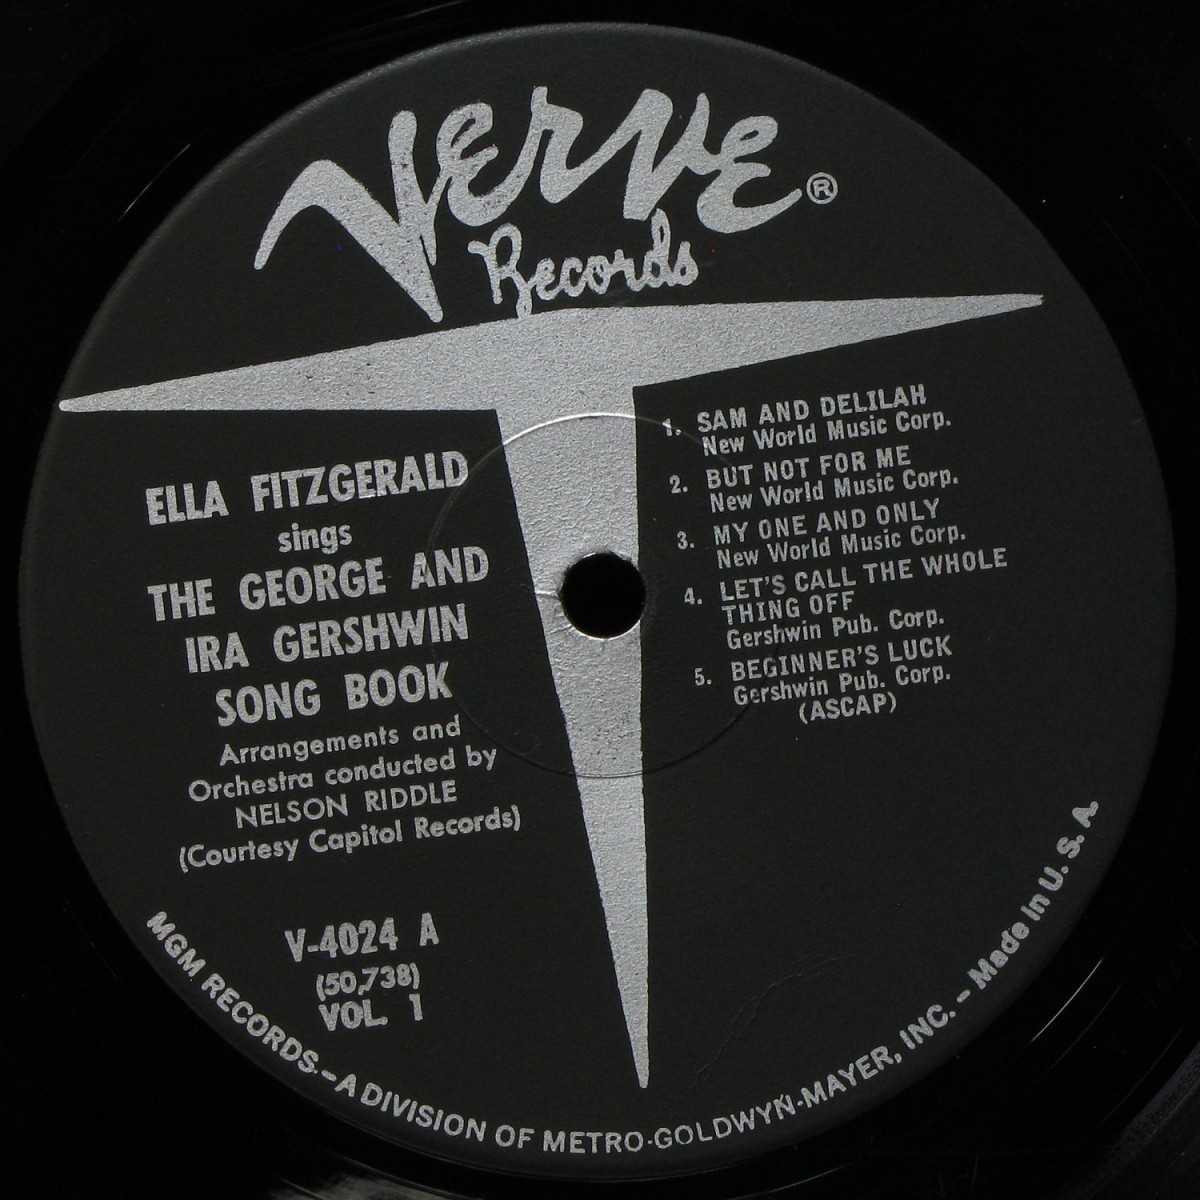 Verve ®
Records
ELLA FITZGERALD
sings
THE GEORGE AND
IRA GERSHWIN
SONG BOOK
Arrangements and
Orchestra conducted by
NELSON RIDDLE
(Courtesy Capitol Records)
V-4024 A
(50,738)
VOL. 1
1. SAM AND DELILAH
New World Music Corp.
2. BUT NOT FOR ME
New World Music Corp.
3. MY ONE AND ONLY
New World Music Corp.
4. LET'S CALL THE WHOLE
THING OFF
Gershwin Pub. Corp.
5. BEGINNER'S LUCK
Gershwin Pub. Corp.
(ASCAP)
MGM RECORDS.–A DIVISION OF METRO-GOLDWYN-MAYER, INC. – Made In U. S. A.